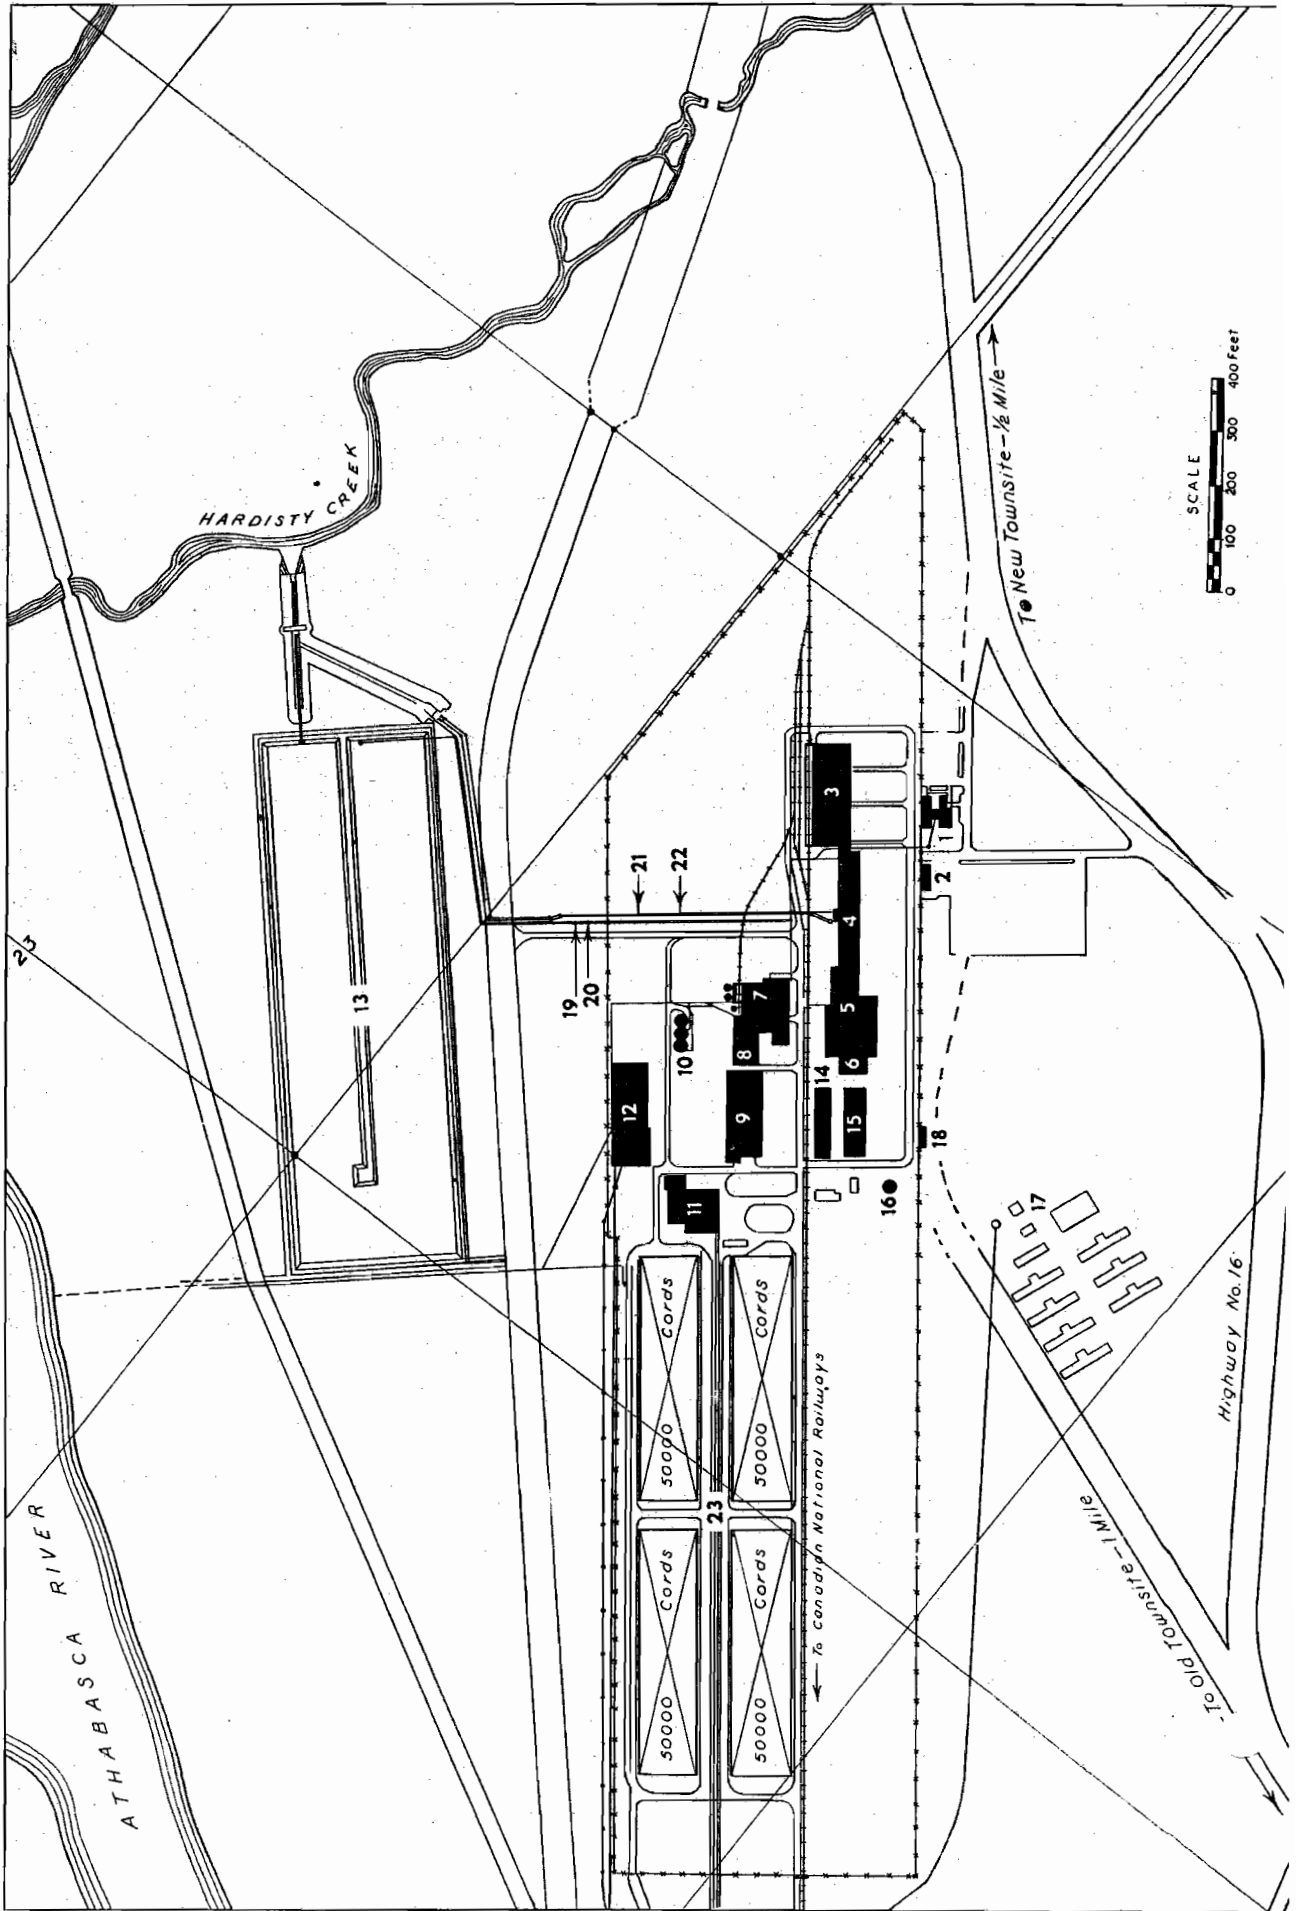 ATHABASCA RIVER
HARDISTY CREEK
23
13
19
20
21
22
12
10
11
9
8
7
3
4
5
6
14
15
1
2
16
18
17
50000 Cords
50000 Cords
50000 Cords
50000 Cords
23
To Canadian National Railways
To New Townsite-½ Mile
To Old Townsite-1 Mile
Highway No. 16
SCALE
0 100 200 300 400 Feet